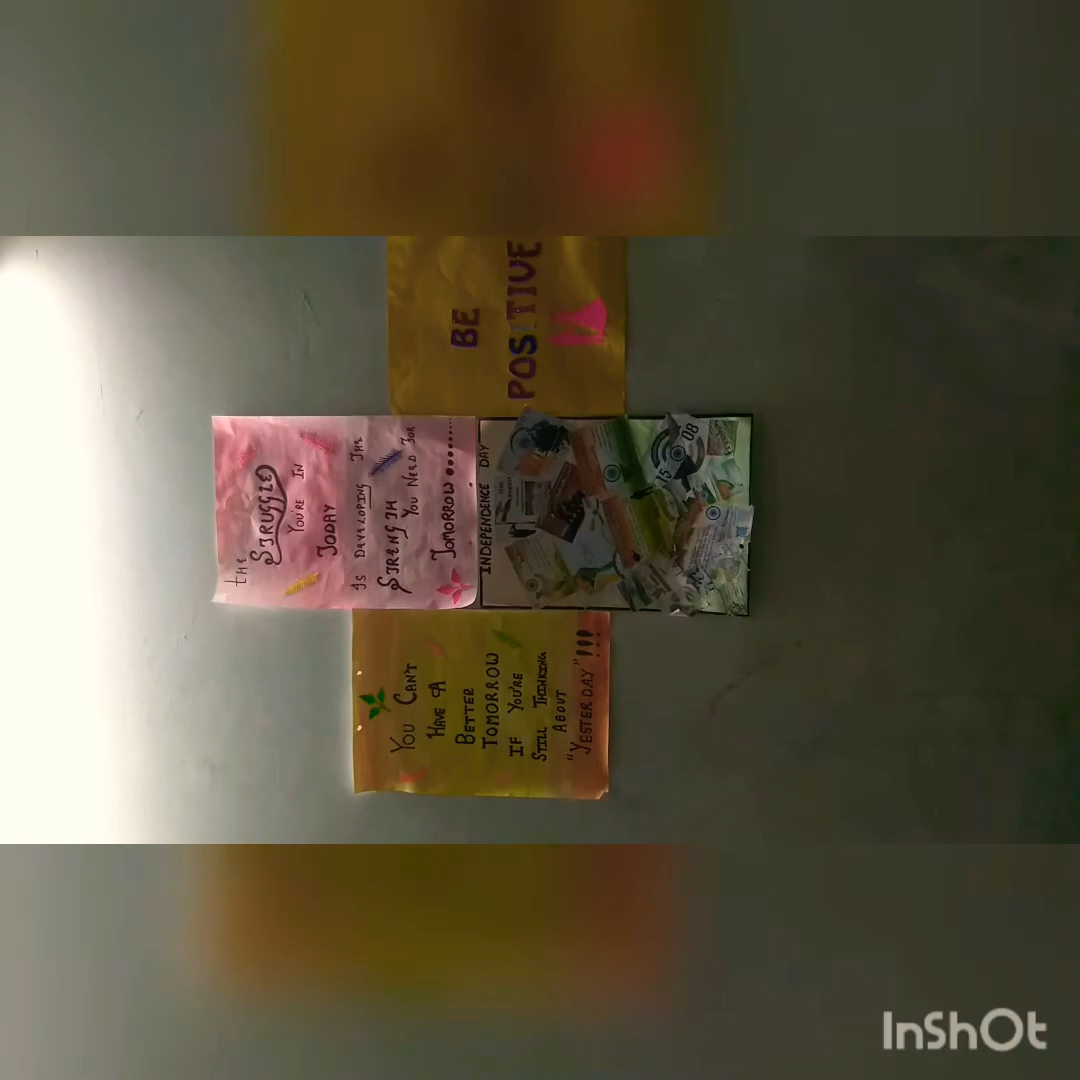 THE
STRUGGLE
YOU'RE IN
TODAY
IS DEVELOPING THE
STRENGTH
YOU NEED FOR
TOMORROW........
BE
POSITIVE
INDEPENDENCE DAY
15
08
YOU CAN'T
HAVE A
BETTER
TOMORROW
IF YOU'RE
STILL THINKING
ABOUT
"YESTERDAY"!!!
InShOt